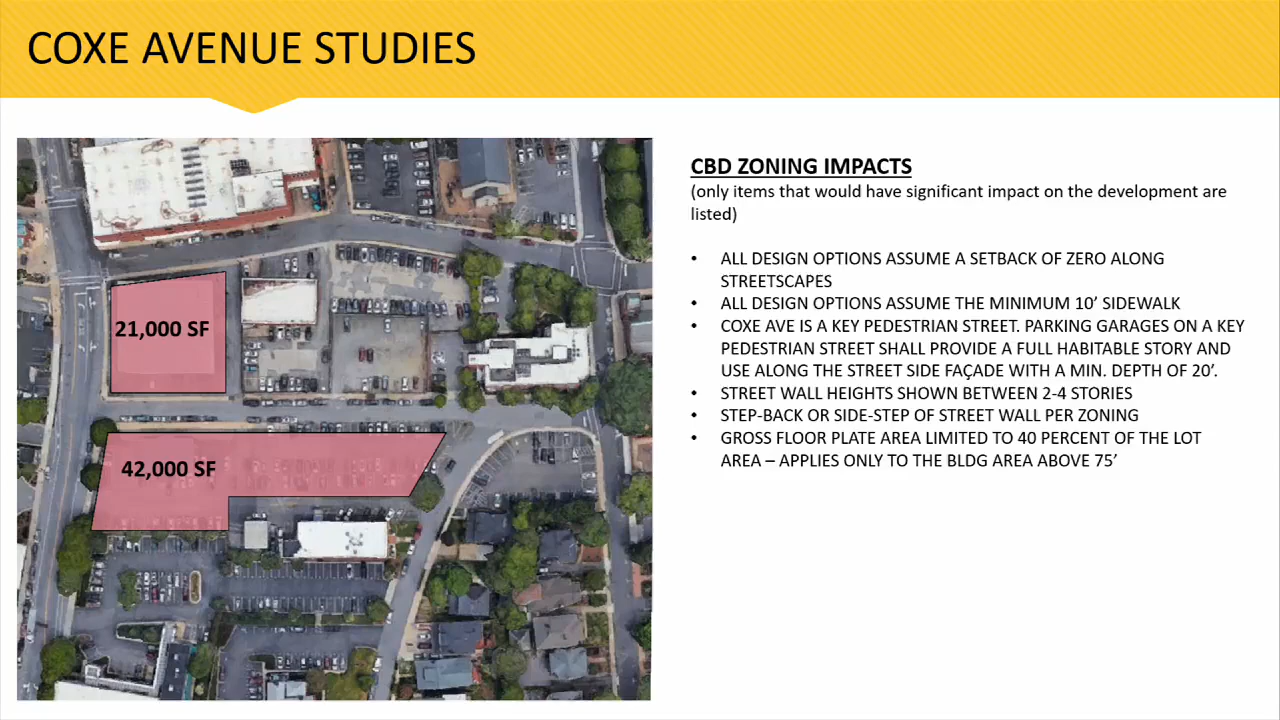 COXE AVENUE STUDIES
21,000 SF
42,000 SF
CBD ZONING IMPACTS
(only items that would have significant impact on the development are
listed)
• ALL DESIGN OPTIONS ASSUME A SETBACK OF ZERO ALONG
STREETSCAPES
• ALL DESIGN OPTIONS ASSUME THE MINIMUM 10’ SIDEWALK
• COXE AVE IS A KEY PEDESTRIAN STREET. PARKING GARAGES ON A KEY
PEDESTRIAN STREET SHALL PROVIDE A FULL HABITABLE STORY AND
USE ALONG THE STREET SIDE FAÇADE WITH A MIN. DEPTH OF 20’.
• STREET WALL HEIGHTS SHOWN BETWEEN 2-4 STORIES
• STEP-BACK OR SIDE-STEP OF STREET WALL PER ZONING
• GROSS FLOOR PLATE AREA LIMITED TO 40 PERCENT OF THE LOT
AREA – APPLIES ONLY TO THE BLDG AREA ABOVE 75’